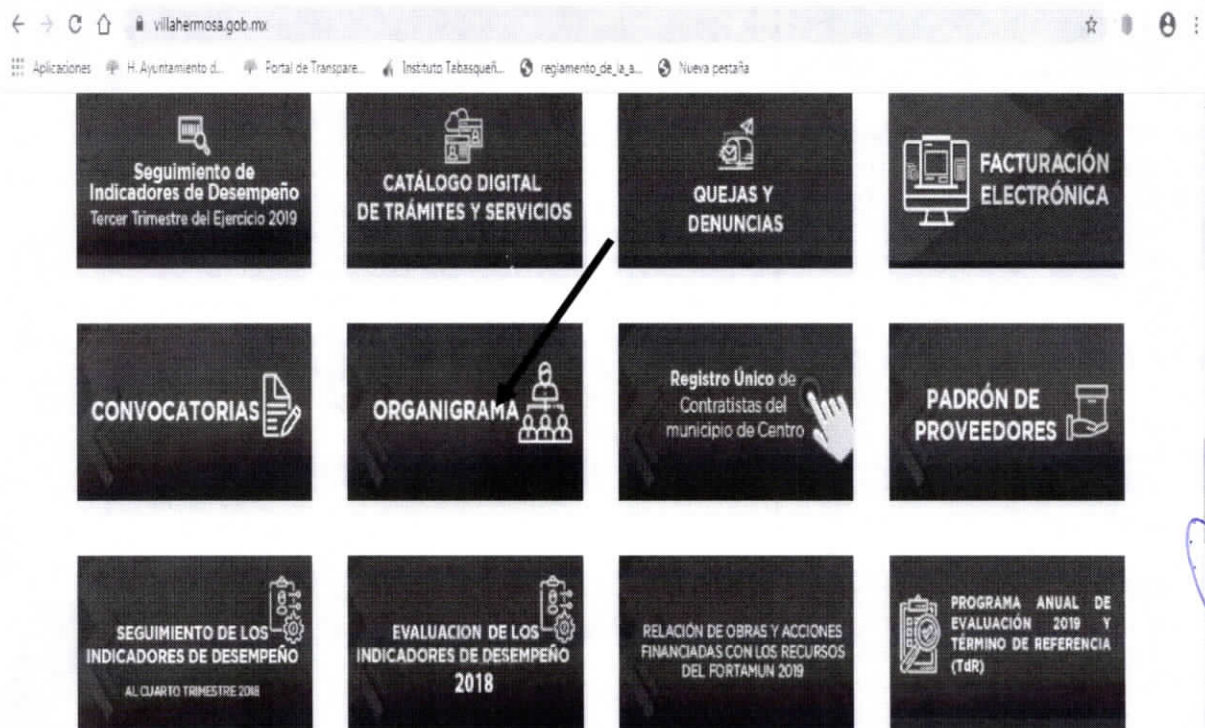 villahermosa.gob.mx
Aplicaciones H. Ayuntamiento d... Portal de Transpare... Instituto Tabasqueñ... reglamento_de_la_a... Nueva pestaña
Seguimiento de
Indicadores de Desempeño
Tercer Trimestre del Ejercicio 2019
CATÁLOGO DIGITAL
DE TRÁMITES Y SERVICIOS
QUEJAS Y
DENUNCIAS
FACTURACIÓN
ELECTRÓNICA
CONVOCATORIAS
ORGANIGRAMA
Registro Único de
Contratistas del
municipio de Centro
PADRÓN DE
PROVEEDORES
SEGUIMIENTO DE LOS
INDICADORES DE DESEMPEÑO
AL CUARTO TRIMESTRE 2018
EVALUACION DE LOS
INDICADORES DE DESEMPEÑO
2018
RELACIÓN DE OBRAS Y ACCIONES
FINANCIADAS CON LOS RECURSOS
DEL FORTAMUN 2019
PROGRAMA ANUAL DE
EVALUACIÓN 2019 Y
TÉRMINO DE REFERENCIA
(TdR)